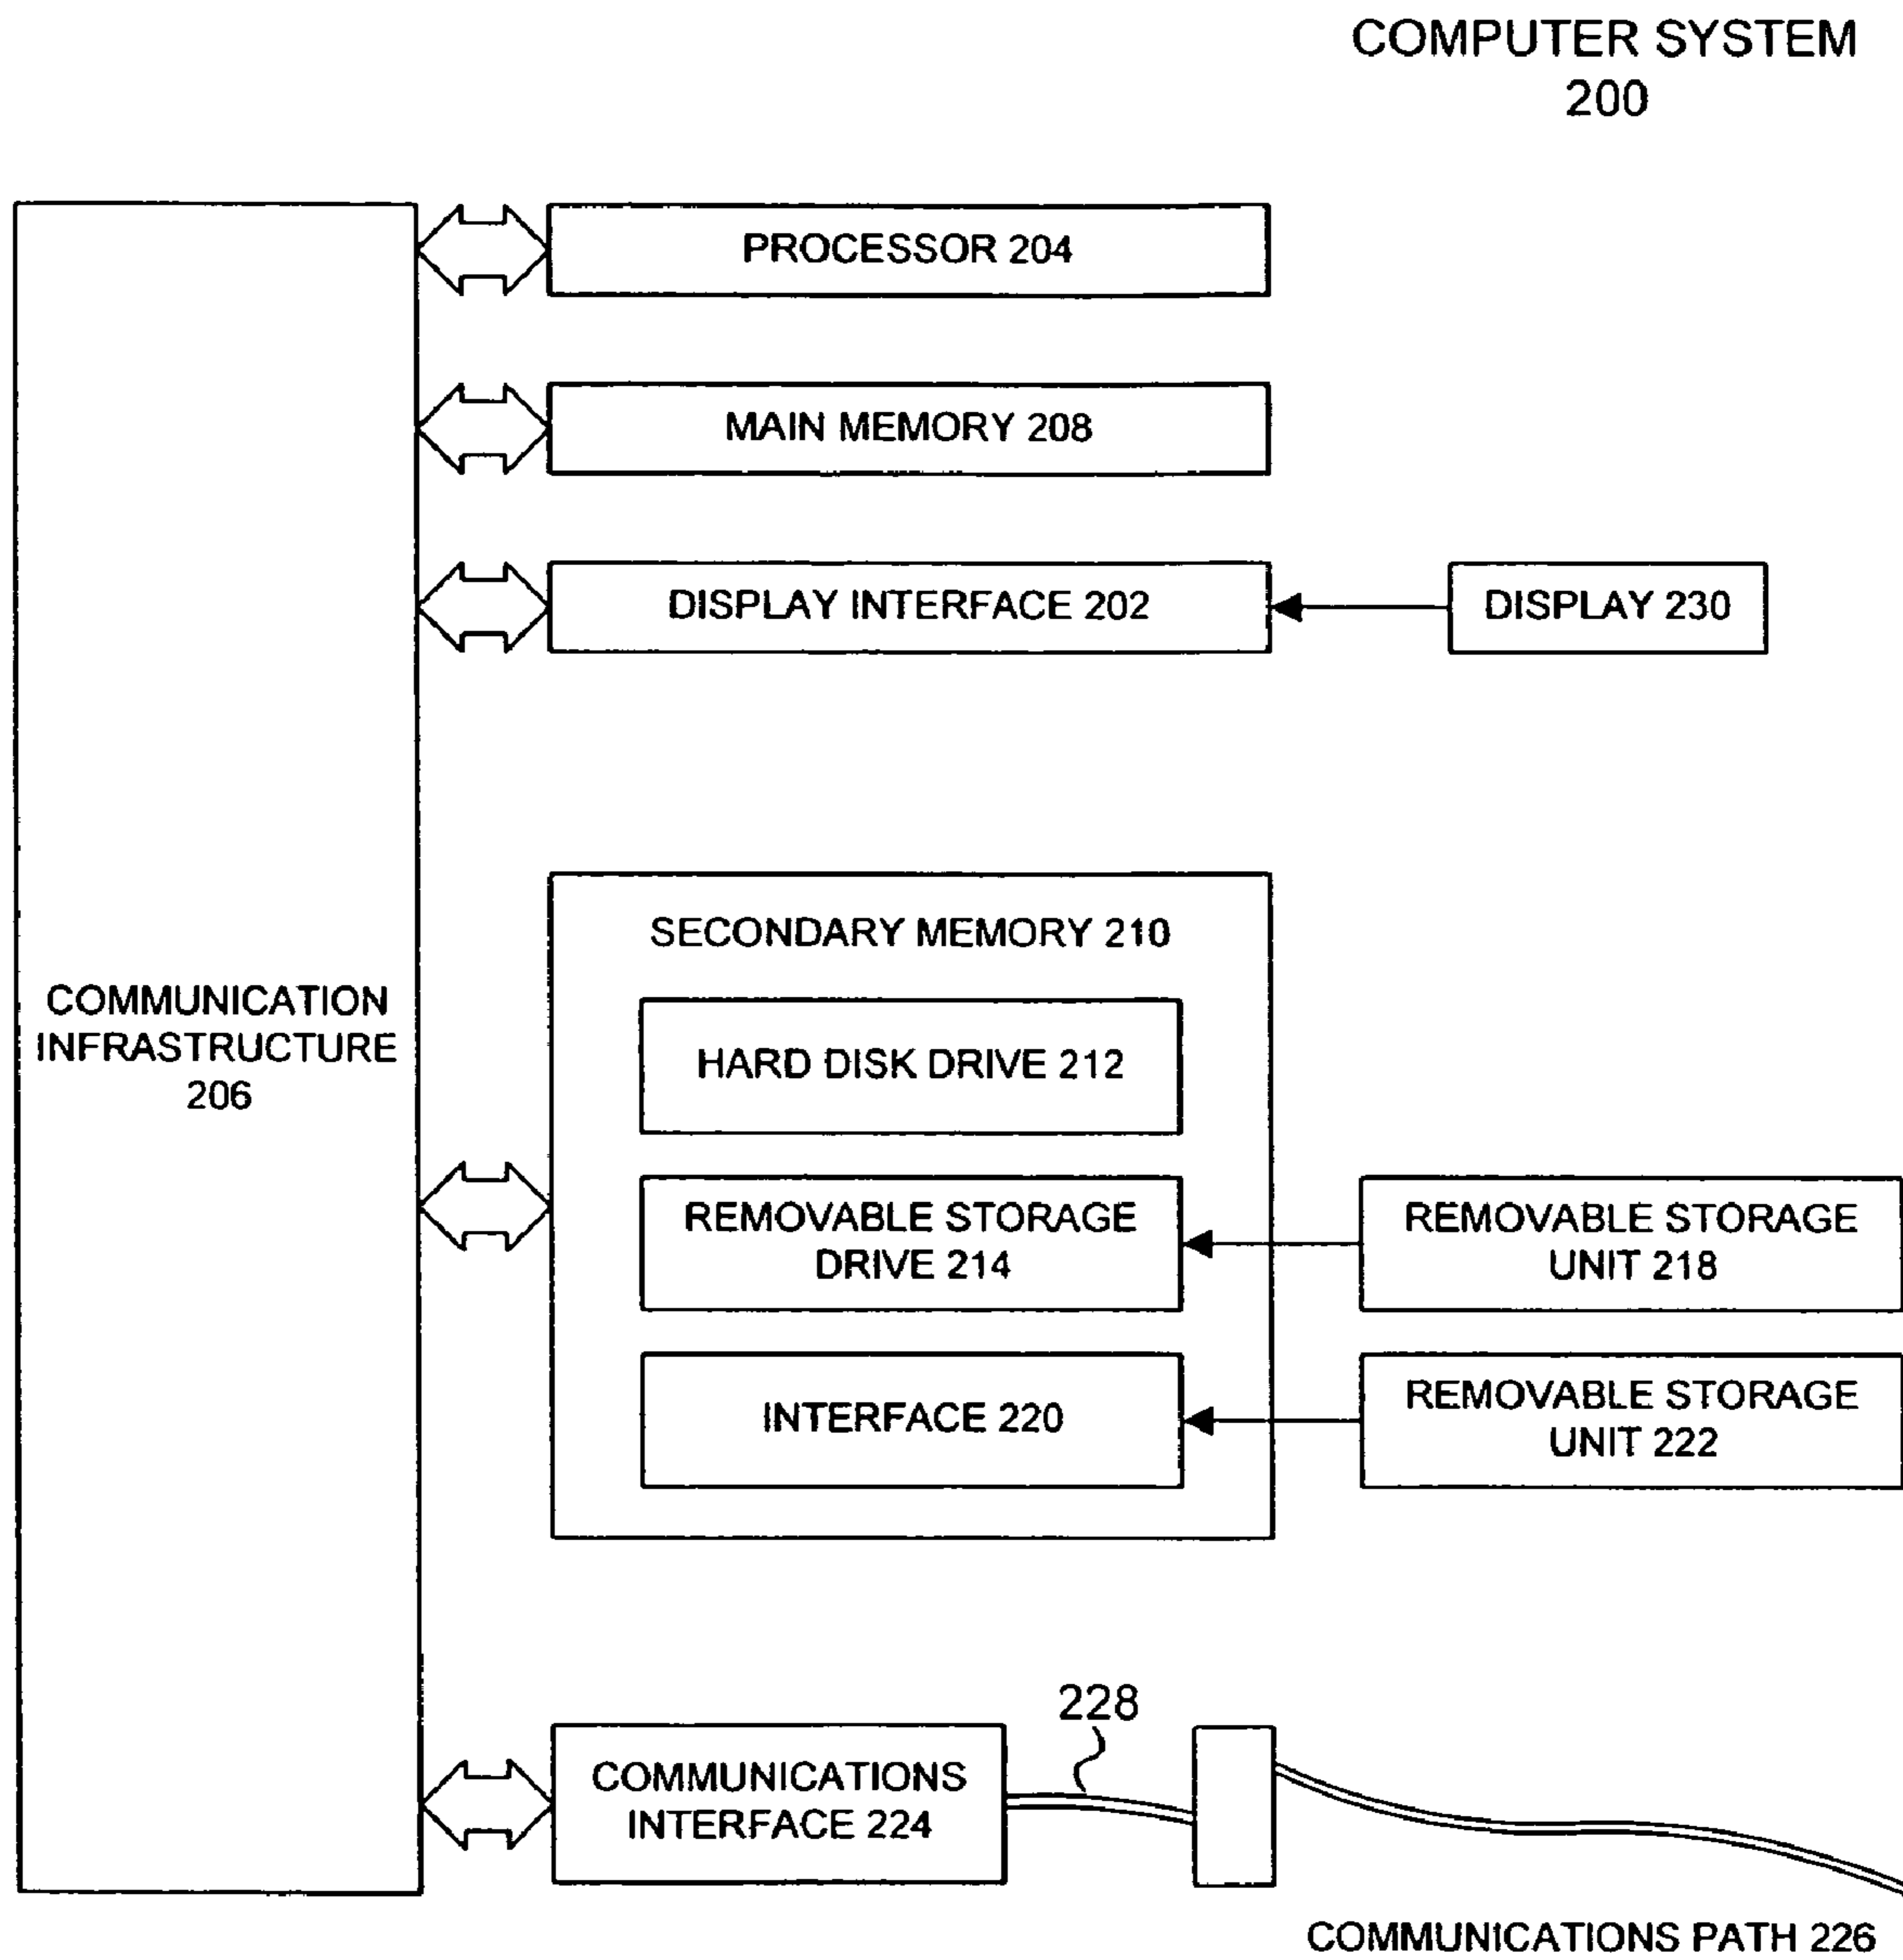 COMPUTER SYSTEM
200
PROCESSOR 204
MAIN MEMORY 208
DISPLAY INTERFACE 202
DISPLAY 230
COMMUNICATION
INFRASTRUCTURE
206
SECONDARY MEMORY 210
HARD DISK DRIVE 212
REMOVABLE STORAGE
DRIVE 214
REMOVABLE STORAGE
UNIT 218
INTERFACE 220
REMOVABLE STORAGE
UNIT 222
228
COMMUNICATIONS
INTERFACE 224
COMMUNICATIONS PATH 226